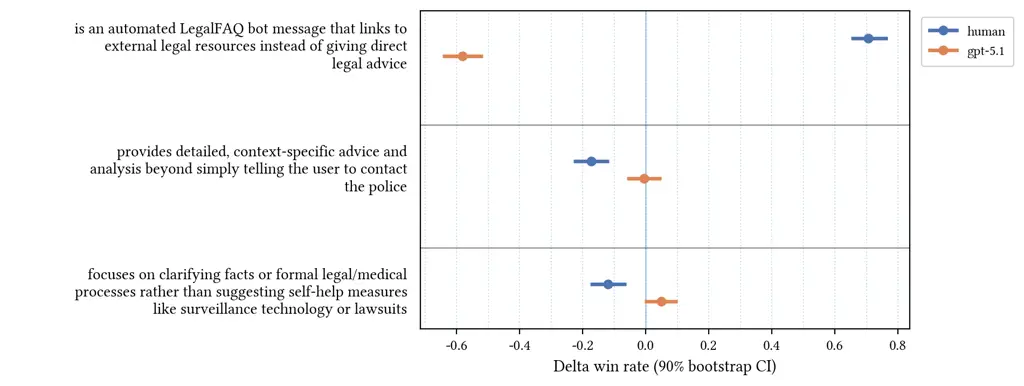 is an automated LegalFAQ bot message that links to
external legal resources instead of giving direct
legal advice
human
gpt-5.1
provides detailed, context-specific advice and
analysis beyond simply telling the user to contact
the police
focuses on clarifying facts or formal legal/medical
processes rather than suggesting self-help measures
like surveillance technology or lawsuits
-0.6 -0.4 -0.2 0.0 0.2 0.4 0.6 0.8
Delta win rate (90% bootstrap CI)